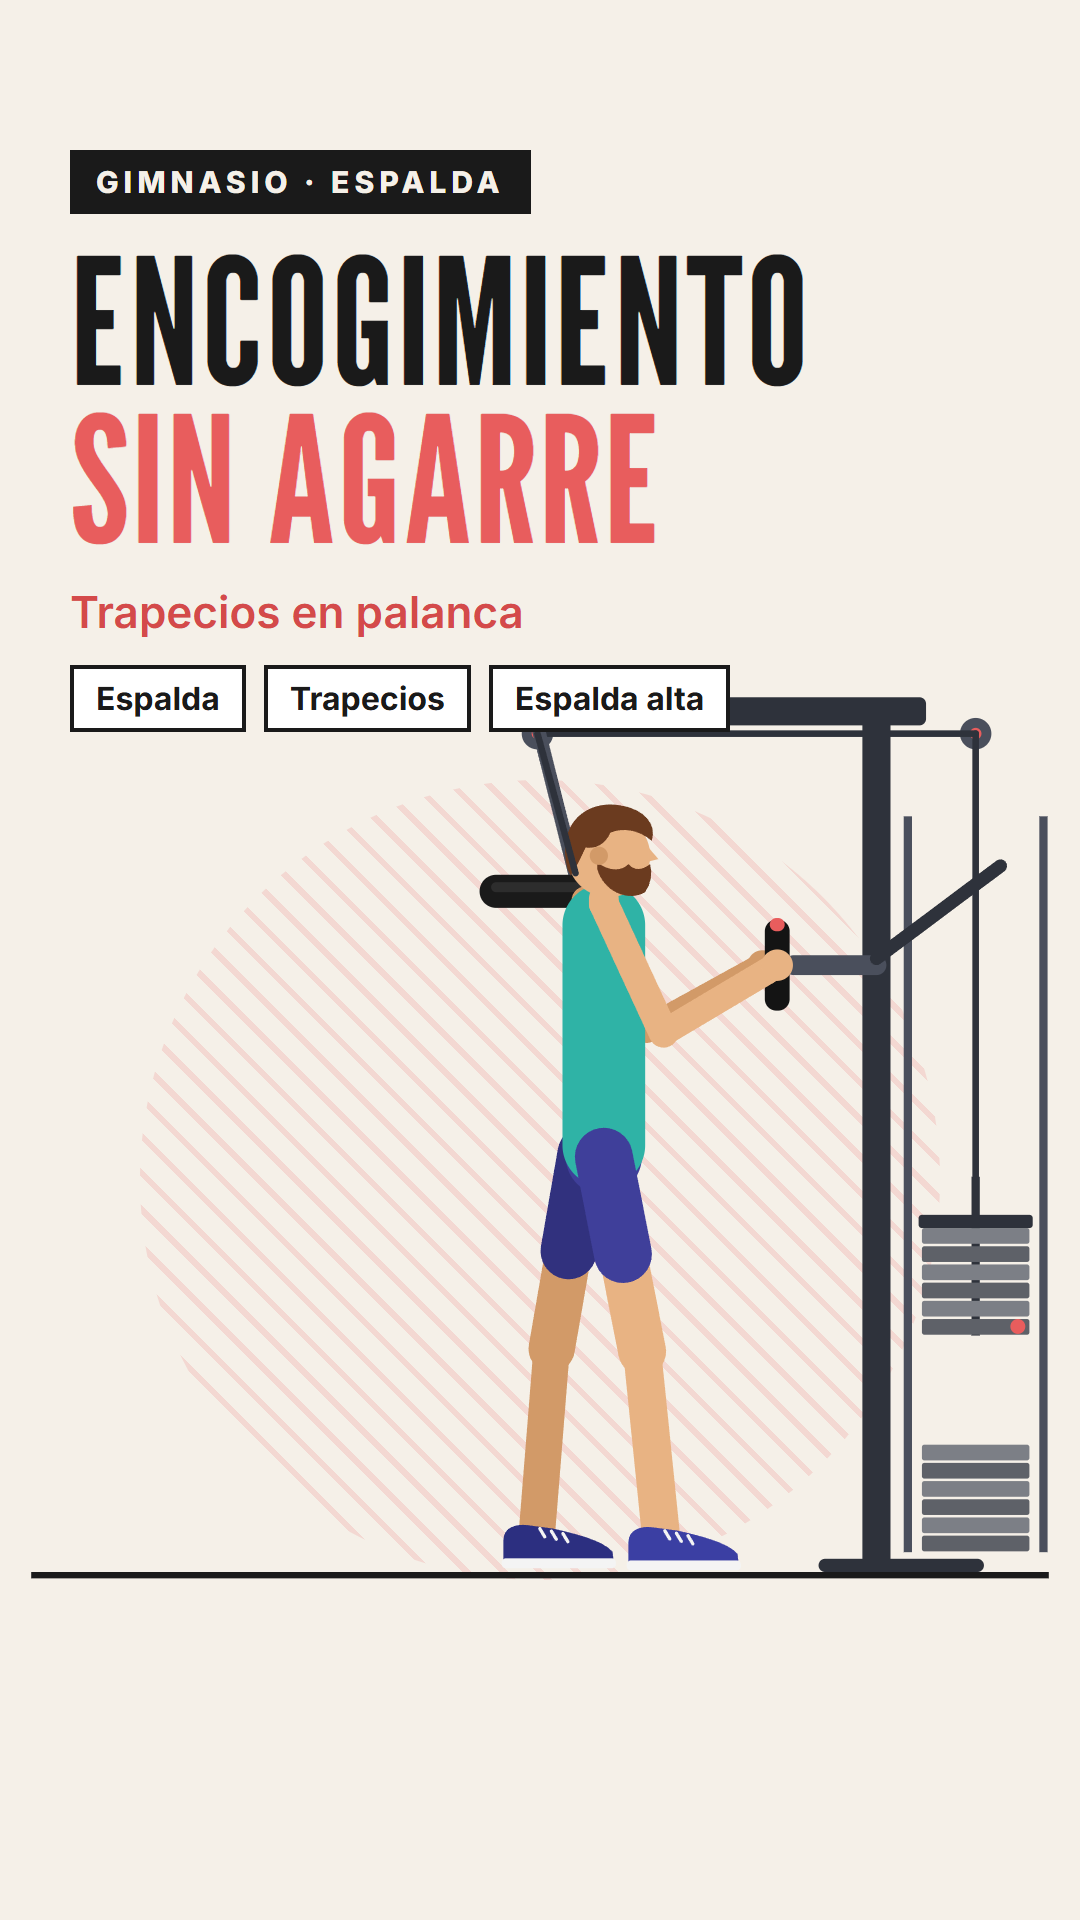 GIMNASIO · ESPALDA
ENCOGIMIENTO
SIN AGARRE
Trapecios en palanca
Espalda Trapecios Espalda alta